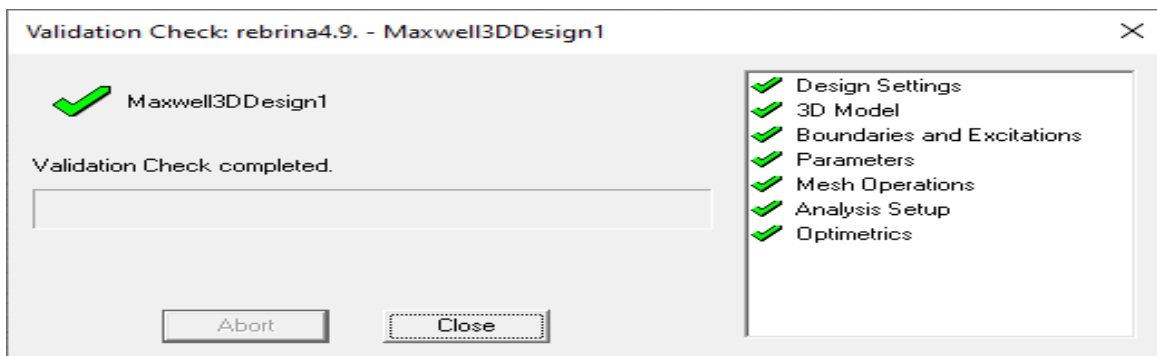 Validation Check: rebrina4.9. - Maxwell3DDesign1
Maxwell3DDesign1
Validation Check completed.
Abort
Close
Design Settings
3D Model
Boundaries and Excitations
Parameters
Mesh Operations
Analysis Setup
Optimetrics